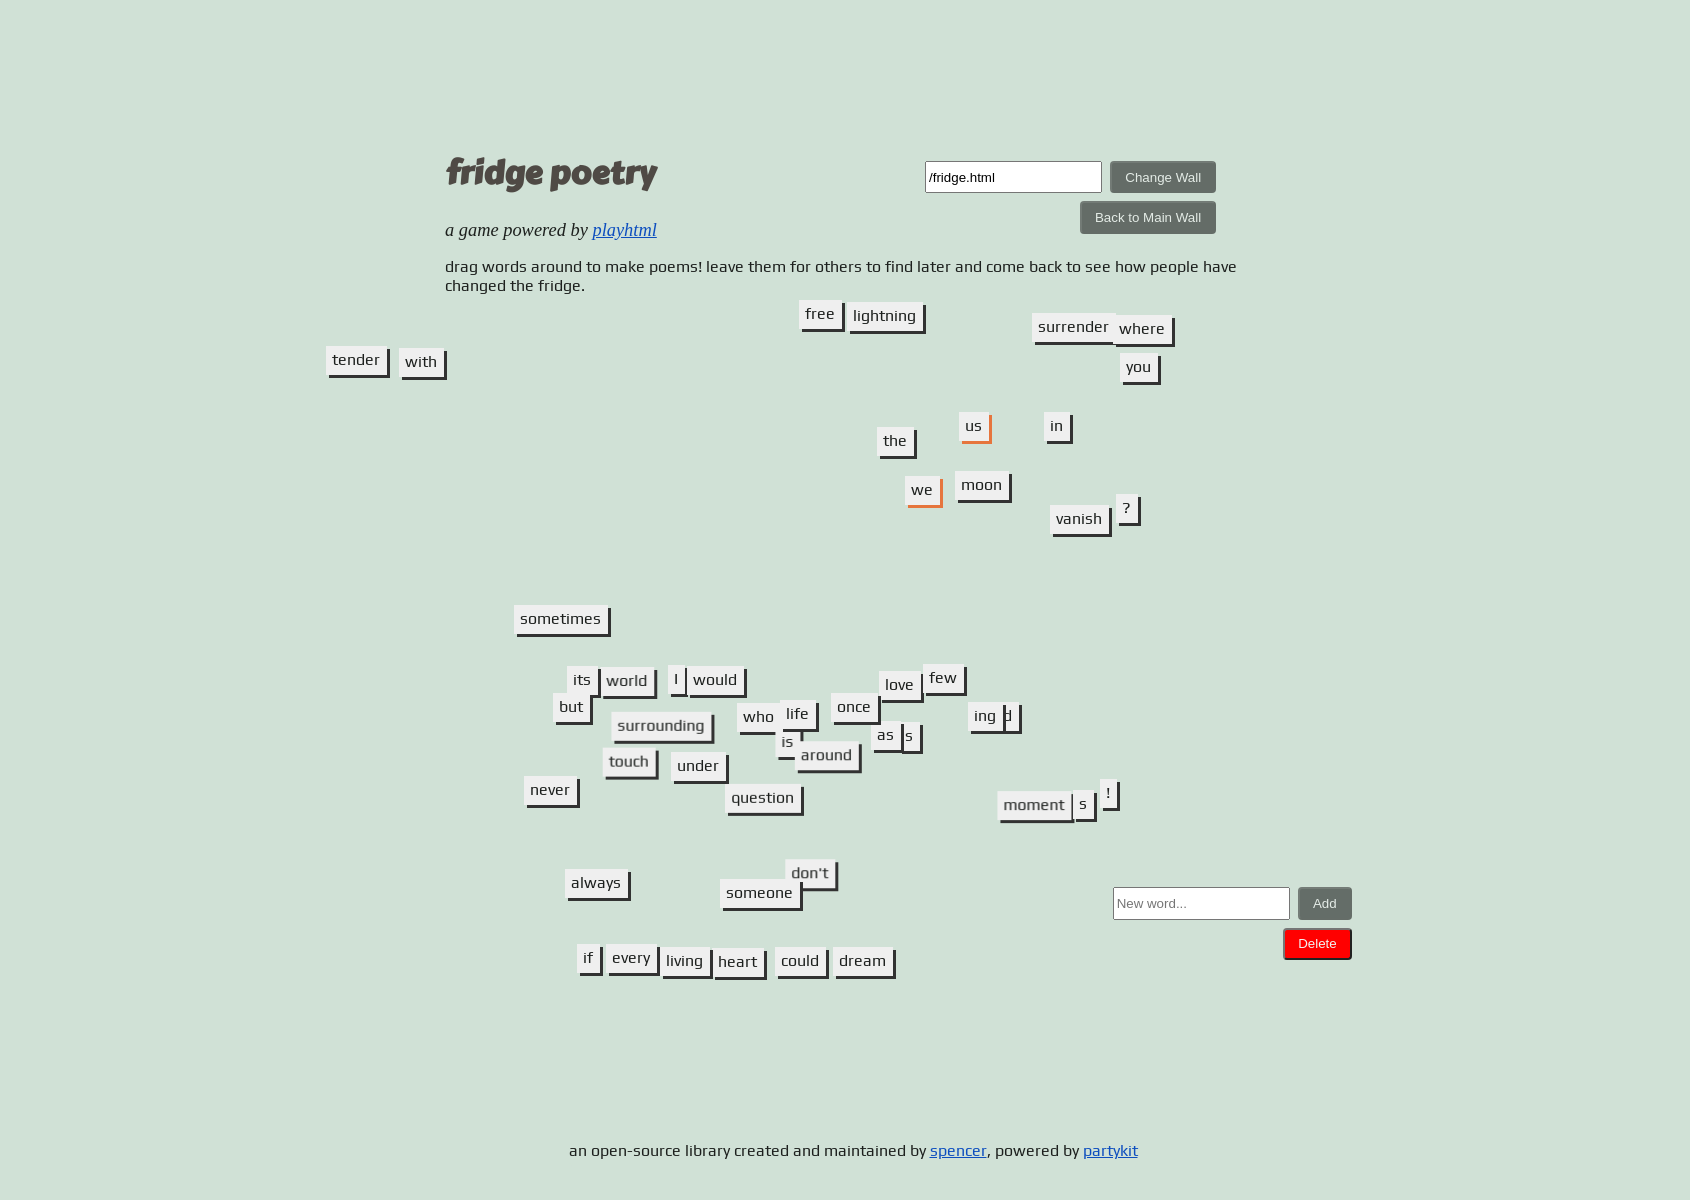 fridge poetry
/fridge.html
Change Wall
Back to Main Wall
a game powered by playhtml
drag words around to make poems! leave them for others to find later and come back to see how people have
changed the fridge.
free lightning
surrender where
tender with
you
us in
the
we moon
vanish ?
sometimes
its world I would love few
but surrounding who life once ing d
is around as s
touch under
never question moment s !
don't
always someone
New word... Add
Delete
if every living heart could dream
an open-source library created and maintained by spencer, powered by partykit